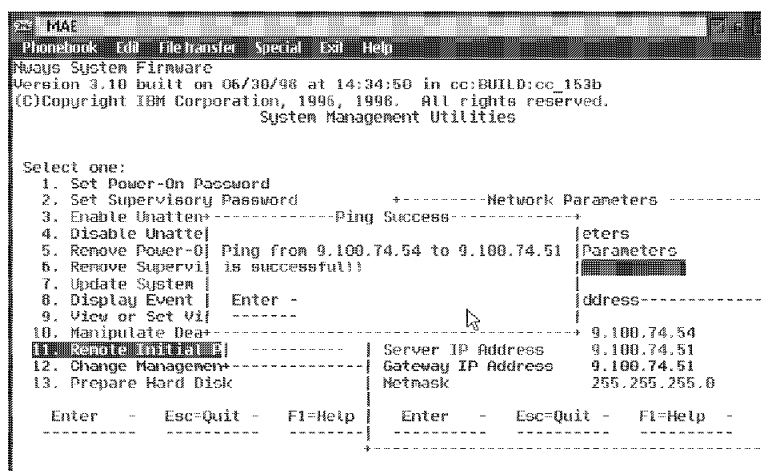 MAE
Phonebook Edit File transfer Special Exit Help
Nways System Firmware
Version 3.10 built on 06/30/98 at 14:34:50 in cc:BUILD:cc_153b
(C)Copyright IBM Corporation, 1996, 1998. All rights reserved.
System Management Utilities
Select one:
1. Set Power-On Password
2. Set Supervisory Password
3. Enable Unatten
4. Disable Unatte
5. Remove Power-O
6. Remove Supervi
7. Update System
8. Display Event
9. View or Set Vi
10. Manipulate Dea
11. Remote Initial P
12. Change Managemen
13. Prepare Hard Disk
Enter - Esc=Quit - F1=Help
Network Parameters
Ping Success
Ping from 9.100.74.54 to 9.100.74.51
is successful!!
Enter -
eters
Parameters
ddress
9.100.74.54
Server IP Address 9.100.74.51
Gateway IP Address 9.100.74.51
Netmask 255.255.255.0
Enter - Esc=Quit - F1=Help -